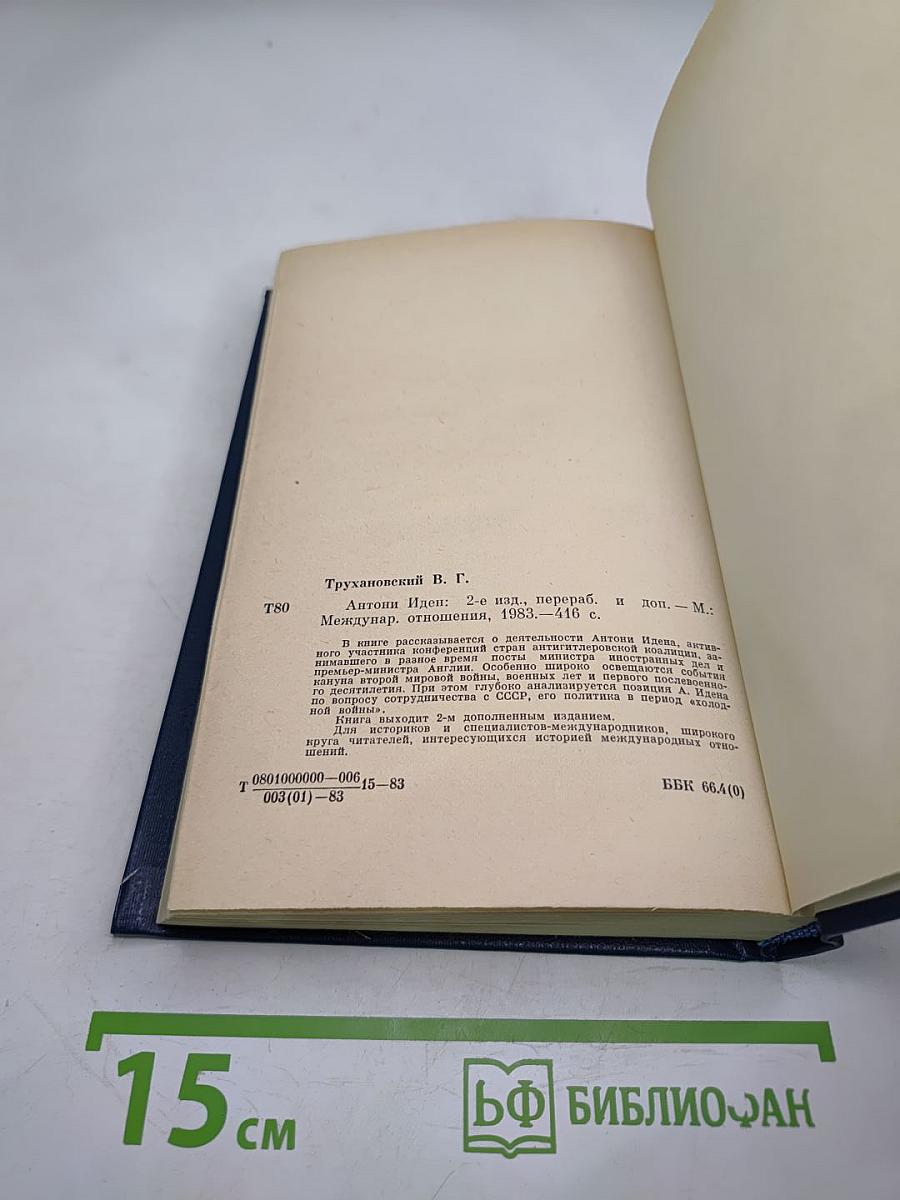 Трухановский В. Г.
Т80 Антони Иден: 2-е изд., перераб. и доп. — М.:
Междунар. отношения, 1983.—416 с.
В книге рассказывается о деятельности Антони Идена, актив-
ного участника конференций стран антигитлеровской коалиции, за-
нимавшего в разное время посты министра иностранных дел и
премьер-министра Англии. Особенно широко освещаются события
кануна второй мировой войны, военных лет и первого послевоенно-
го десятилетия. При этом глубоко анализируется позиция А. Идена
по вопросу сотрудничества с СССР, его политика в период «холод-
ной войны».
Книга выходит 2-м дополненным изданием.
Для историков и специалистов-международников, широкого
круга читателей, интересующихся историей международных отно-
шений.
Т 0801000000—006 15—83 ББК 66.4(0)
003(01)—83
15 см
БФ БИБЛИОФАН